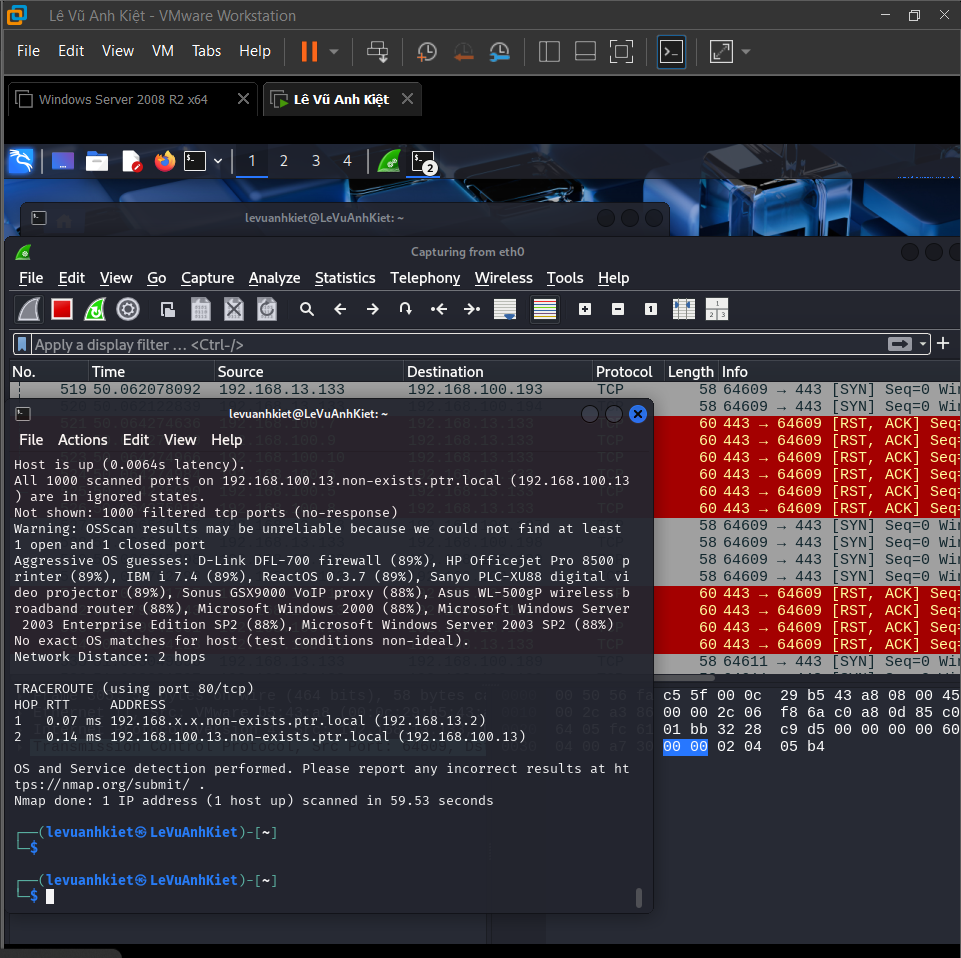 Lê Vũ Anh Kiệt - VMware Workstation
File Edit View VM Tabs Help
Windows Server 2008 R2 x64
Lê Vũ Anh Kiệt
1 2 3 4
2
levuanhkiet@LeVuAnhKiet: ~
Capturing from eth0
File Edit View Go Capture Analyze Statistics Telephony Wireless Tools Help
Apply a display filter … <Ctrl-/>
No. Time Source Destination Protocol Length Info
519 50.062078092 192.168.13.133 192.168.100.193 TCP 58 64609 → 443 [SYN] Seq=0 Win
58 64609 → 443 [SYN] Seq=0 Win
60 443 → 64609 [RST, ACK] Seq=
60 443 → 64609 [RST, ACK] Seq=
60 443 → 64609 [RST, ACK] Seq=
60 443 → 64609 [RST, ACK] Seq=
60 443 → 64609 [RST, ACK] Seq=
60 443 → 64609 [RST, ACK] Seq=
58 64609 → 443 [SYN] Seq=0 Win
58 64609 → 443 [SYN] Seq=0 Win
58 64609 → 443 [SYN] Seq=0 Win
58 64609 → 443 [SYN] Seq=0 Win
60 443 → 64609 [RST, ACK] Seq=
60 443 → 64609 [RST, ACK] Seq=
60 443 → 64609 [RST, ACK] Seq=
60 443 → 64609 [RST, ACK] Seq=
58 64611 → 443 [SYN] Seq=0 Win
c5 5f 00 0c 29 b5 43 a8 08 00 45
00 00 2c 06 f8 6a c0 a8 0d 85 c0
01 bb 32 28 c9 d5 00 00 00 00 60
00 00 02 04 05 b4
levuanhkiet@LeVuAnhKiet: ~
File Actions Edit View Help
Host is up (0.0064s latency).
All 1000 scanned ports on 192.168.100.13.non-exists.ptr.local (192.168.100.13
) are in ignored states.
Not shown: 1000 filtered tcp ports (no-response)
Warning: OSScan results may be unreliable because we could not find at least
1 open and 1 closed port
Aggressive OS guesses: D-Link DFL-700 firewall (89%), HP Officejet Pro 8500 p
rinter (89%), IBM i 7.4 (89%), ReactOS 0.3.7 (89%), Sanyo PLC-XU88 digital vi
deo projector (89%), Sonus GSX9000 VoIP proxy (88%), Asus WL-500gP wireless b
roadband router (88%), Microsoft Windows 2000 (88%), Microsoft Windows Server
2003 Enterprise Edition SP2 (88%), Microsoft Windows Server 2003 SP2 (88%)
No exact OS matches for host (test conditions non-ideal).
Network Distance: 2 hops
TRACEROUTE (using port 80/tcp)
HOP RTT ADDRESS
1 0.07 ms 192.168.x.x.non-exists.ptr.local (192.168.13.2)
2 0.14 ms 192.168.100.13.non-exists.ptr.local (192.168.100.13)
OS and Service detection performed. Please report any incorrect results at ht
tps://nmap.org/submit/ .
Nmap done: 1 IP address (1 host up) scanned in 59.53 seconds
┌──(levuanhkiet㉿LeVuAnhKiet)-[~]
└─$
┌──(levuanhkiet㉿LeVuAnhKiet)-[~]
└─$